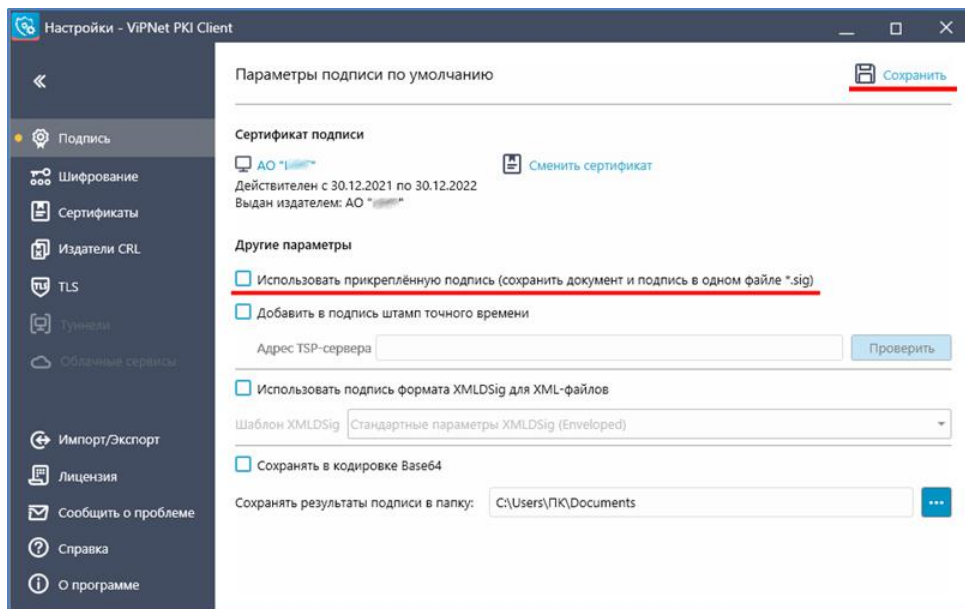 Настройки - ViPNet PKI Client
Параметры подписи по умолчанию
Сохранить
Подпись
Шифрование
Сертификаты
Издатели CRL
TLS
Туннели
Облачные сервисы
Импорт/Экспорт
Лицензия
Сообщить о проблеме
Справка
О программе
Сертификат подписи
АО " "
Сменить сертификат
Действителен с 30.12.2021 по 30.12.2022
Выдан издателем: АО " "
Другие параметры
Использовать прикреплённую подпись (сохранить документ и подпись в одном файле *.sig)
Добавить в подпись штамп точного времени
Адрес TSP-сервера
Проверить
Использовать подпись формата XMLDSig для XML-файлов
Шаблон XMLDSig Стандартные параметры XMLDSig (Enveloped)
Сохранять в кодировке Base64
Сохранять результаты подписи в папку: C:\Users\ПК\Documents